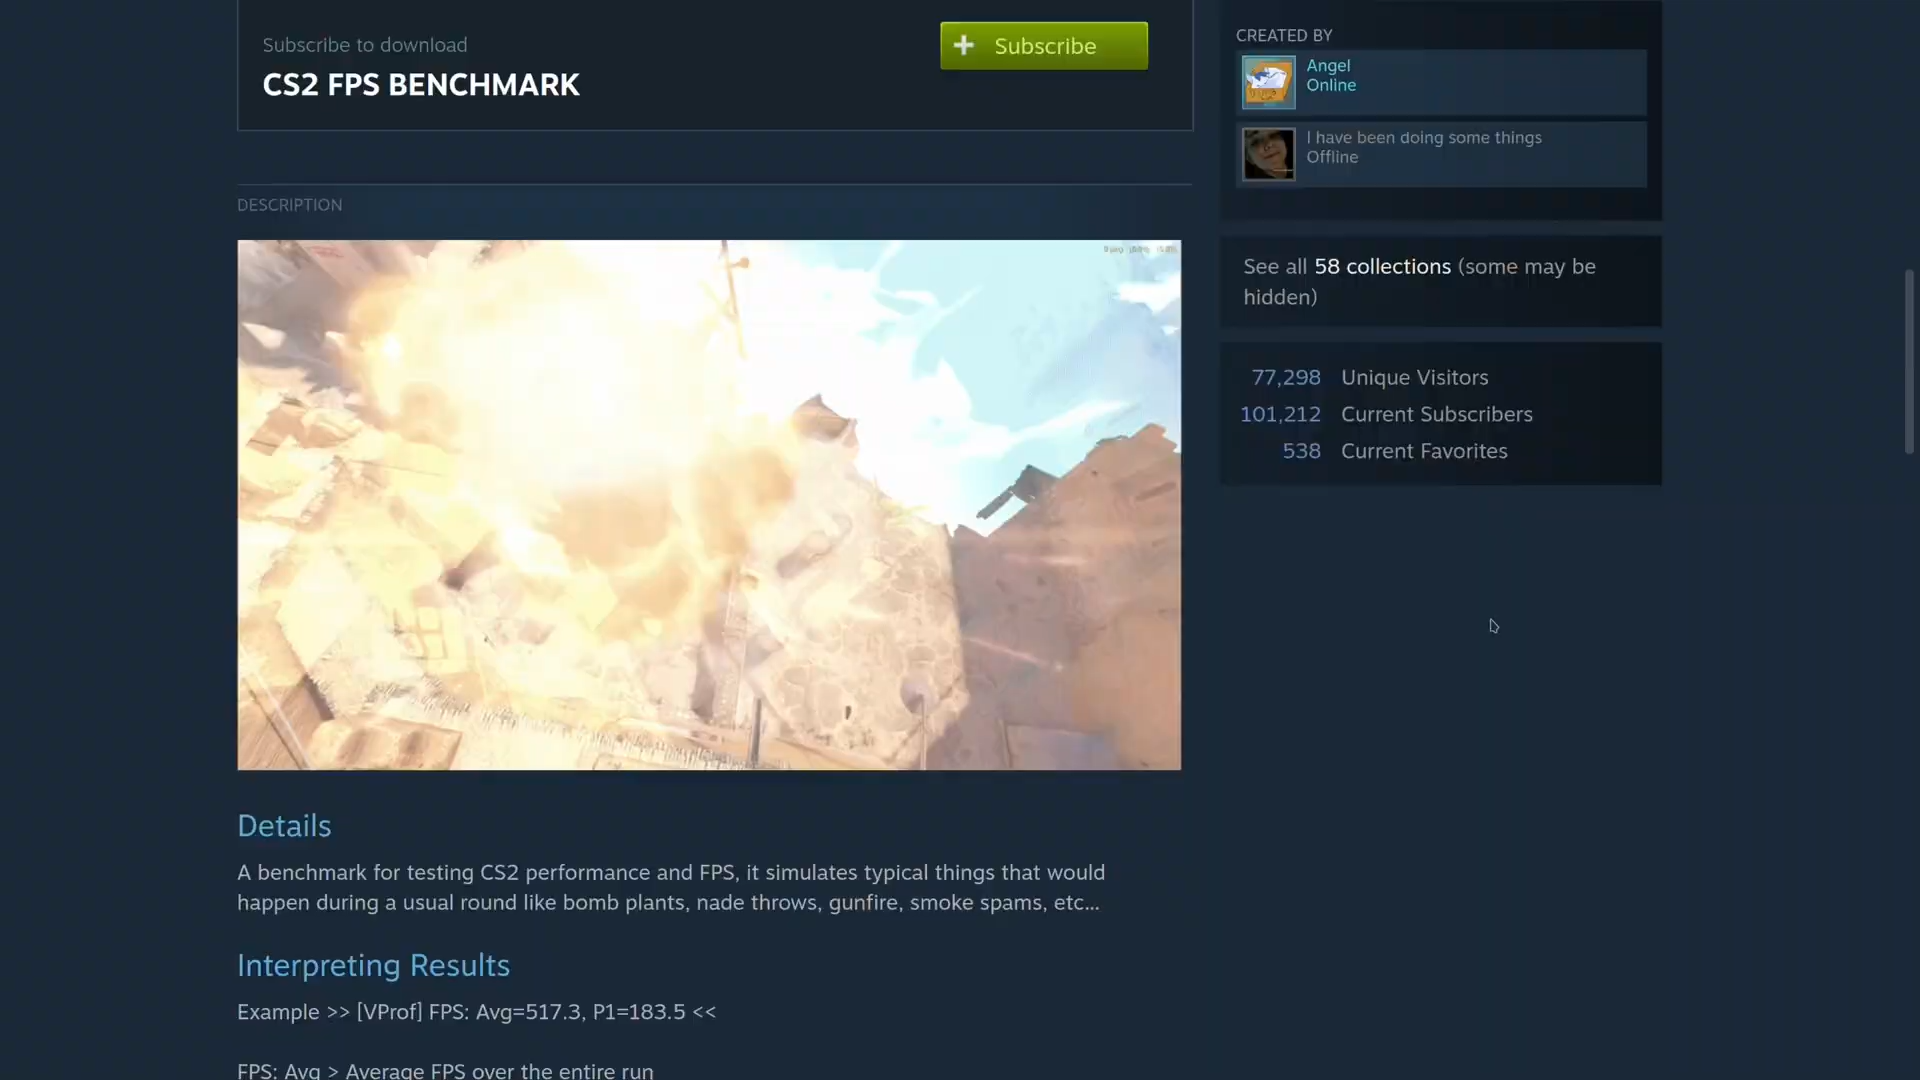 Subscribe to download
CS2 FPS BENCHMARK
Subscribe
CREATED BY
Angel
Online
I have been doing some things
Offline
See all 58 collections (some may be
hidden)
77,298 Unique Visitors
101,212 Current Subscribers
538 Current Favorites
DESCRIPTION
Details
A benchmark for testing CS2 performance and FPS, it simulates typical things that would
happen during a usual round like bomb plants, nade throws, gunfire, smoke spams, etc...
Interpreting Results
Example >> [VProf] FPS: Avg=517.3, P1=183.5 <<
FPS: Avg > Average FPS over the entire run